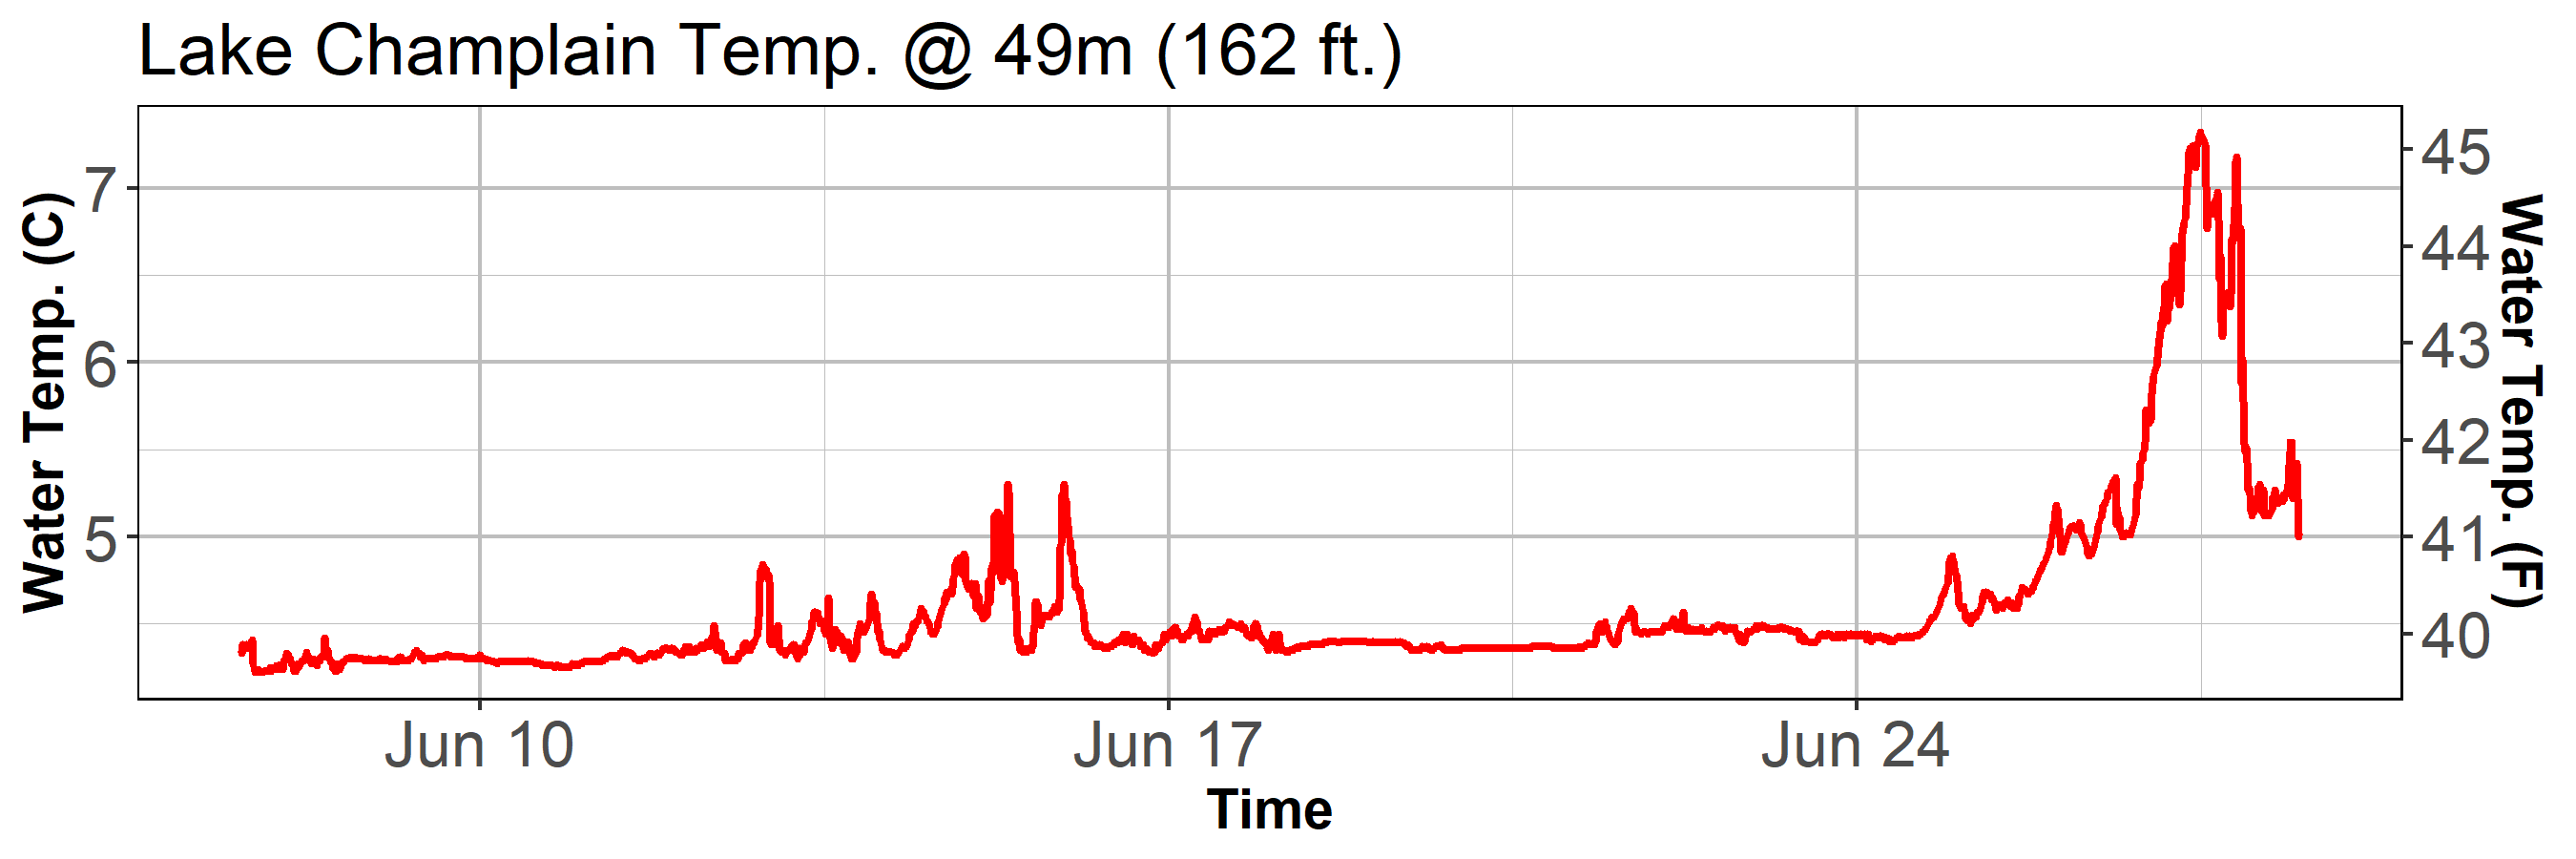 Lake Champlain Temp. @ 49m (162 ft.)
Water Temp. (C)
7
6
5
45
44
43
42
41
40
Water Temp. (F)
Jun 10
Jun 17
Jun 24
Time